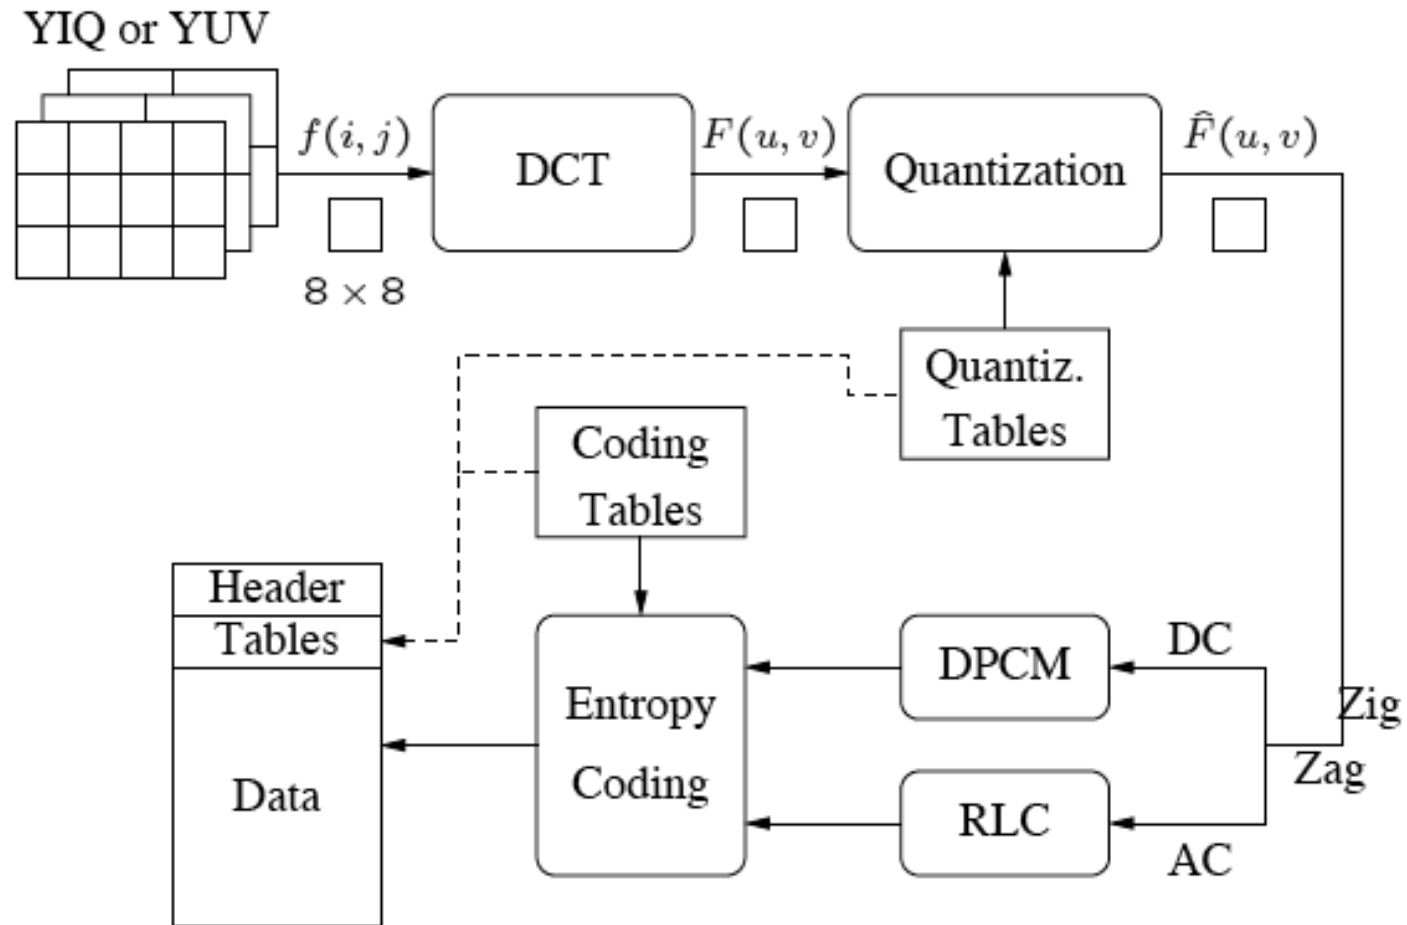 YIQ or YUV
f(i, j)
DCT
F(u, v)
Quantization
F̂(u, v)
8 × 8
Quantiz.
Tables
Coding
Tables
Header
Tables
Data
Entropy
Coding
DPCM
DC
Zig
Zag
RLC
AC